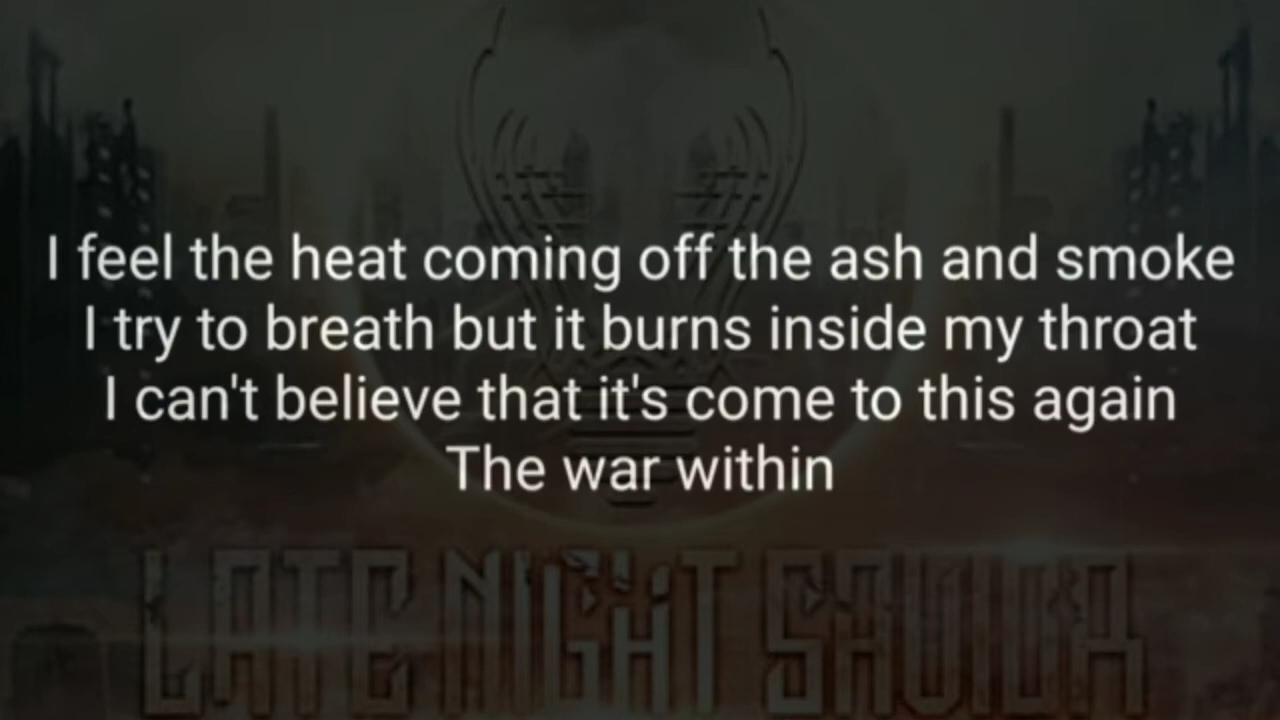 I feel the heat coming off the ash and smoke
I try to breath but it burns inside my throat
I can't believe that it's come to this again
The war within
LATE NIGHT SAVIOR